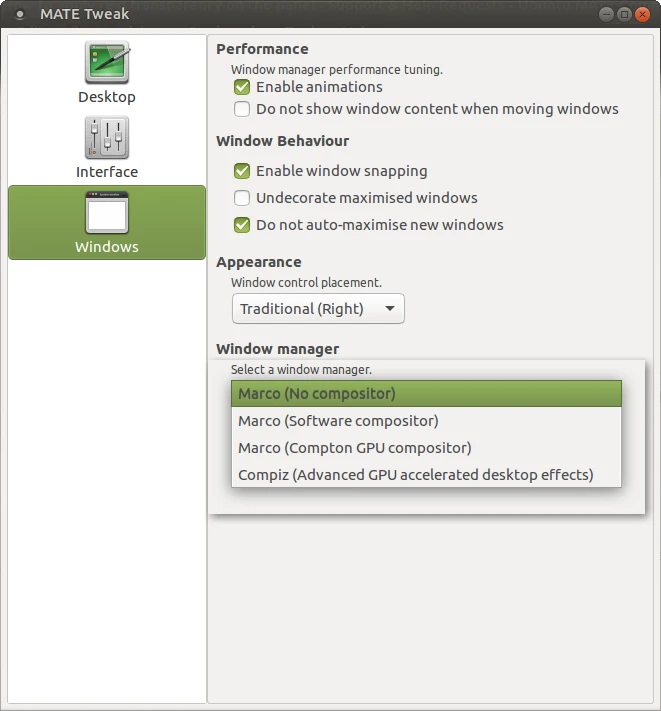 MATE Tweak
Desktop
Interface
Windows
Performance
Window manager performance tuning.
Enable animations
Do not show window content when moving windows
Window Behaviour
Enable window snapping
Undecorate maximised windows
Do not auto-maximise new windows
Appearance
Window control placement.
Traditional (Right)
Window manager
Select a window manager.
Marco (No compositor)
Marco (Software compositor)
Marco (Compton GPU compositor)
Compiz (Advanced GPU accelerated desktop effects)